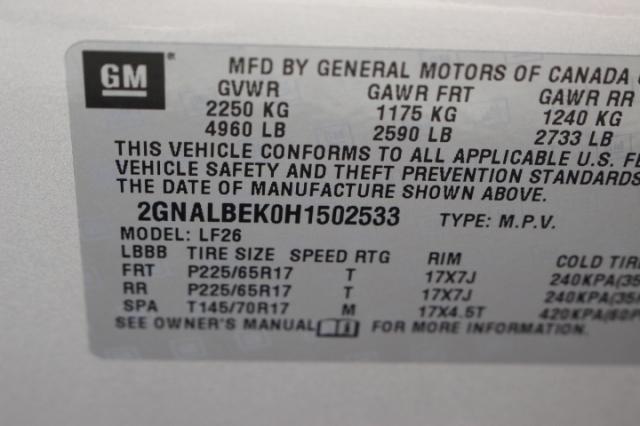 GM® MFD BY GENERAL MOTORS OF CANADA
GVWR GAWR FRT GAWR RR
2250 KG 1175 KG 1240 KG
4960 LB 2590 LB 2733 LB
THIS VEHICLE CONFORMS TO ALL APPLICABLE U.S.
VEHICLE SAFETY AND THEFT PREVENTION STANDARDS
THE DATE OF MANUFACTURE SHOWN ABOVE.
2GNALBEK0H1502533 TYPE: M.P.V.
MODEL: LF26
LBBB TIRE SIZE SPEED RTG RIM COLD
FRT P225/65R17 T 17X7J 240KPA(35
RR P225/65R17 T 17X7J 240KPA(35
SPA T145/70R17 M 17X4.5T 420KPA(60
SEE OWNER'S MANUAL FOR MORE INFORMATION.